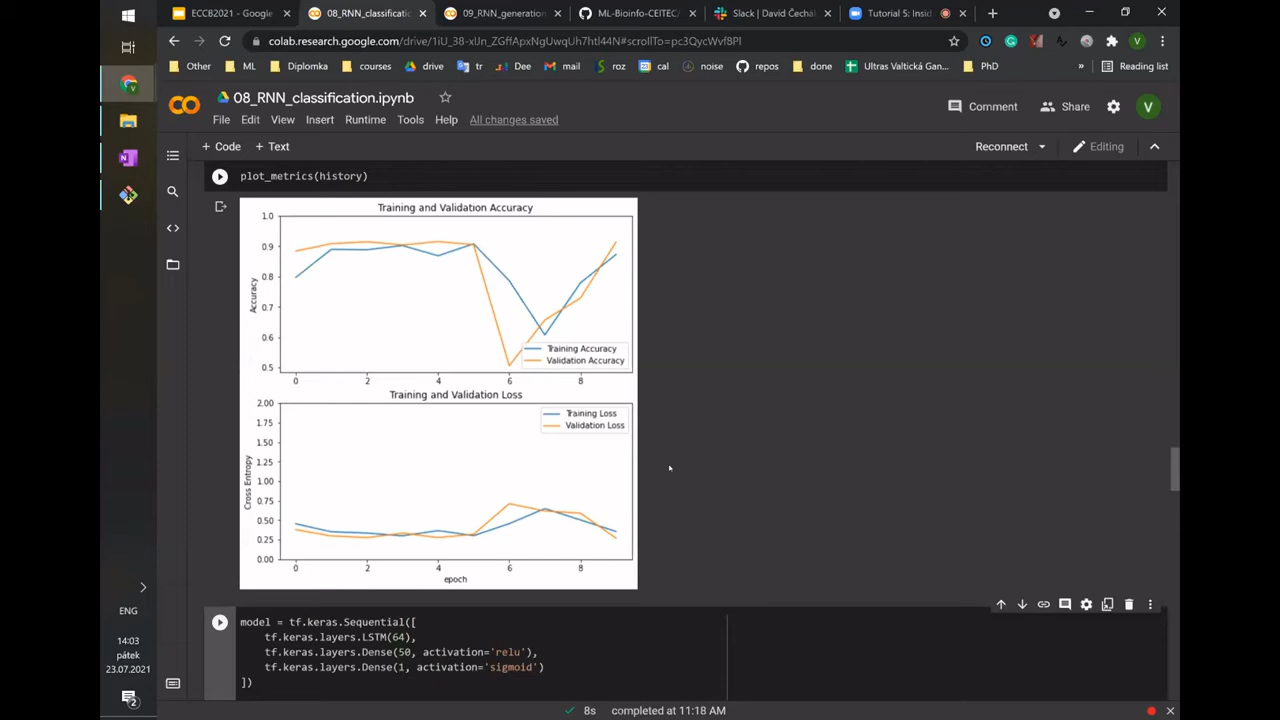 ECCB2021 - Google
08_RNN_classificatio
09_RNN_generation
ML-Bioinfo-CEITEC/
Slack | David Čechá
Tutorial 5: Insid
colab.research.google.com/drive/1iU_38-xUn_ZGffApxNgUwqUh7htl44N#scrollTo=pc3QycWvf8Pl
Other
ML
Diplomka
courses
drive
tr
Dee
mail
roz
cal
noise
repos
done
Ultras Valtická Gan...
PhD
»
Reading list
08_RNN_classification.ipynb
Comment
Share
V
File Edit View Insert Runtime Tools Help All changes saved
+ Code + Text
Reconnect
Editing
plot_metrics(history)
Training and Validation Accuracy
1.0
0.9
0.8
0.7
0.6
0.5
Accuracy
Training Accuracy
Validation Accuracy
0 2 4 6 8
Training and Validation Loss
2.00
1.75
1.50
1.25
1.00
0.75
0.50
0.25
0.00
Cross Entropy
Training Loss
Validation Loss
0 2 4 6 8
epoch
model = tf.keras.Sequential([
tf.keras.layers.LSTM(64),
tf.keras.layers.Dense(50, activation='relu'),
tf.keras.layers.Dense(1, activation='sigmoid')
])
8s completed at 11:18 AM
ENG
14:03
pátek
23.07.2021
2